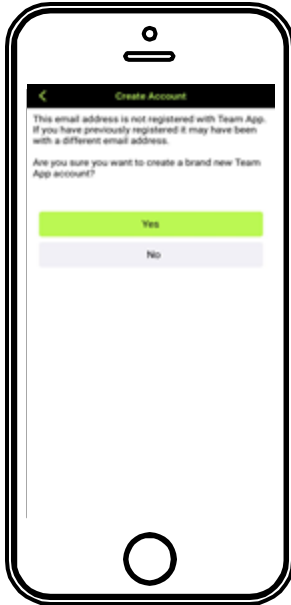 Create Account
This email address is not registered with Team App.
If you have previously registered it may have been
with a different email address.
Are you sure you want to create a brand new Team
App account?
Yes
No